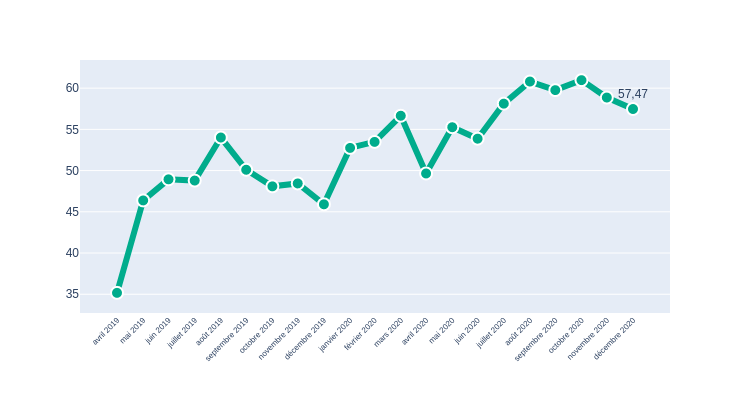 60
55
50
45
40
35
57,47
avril 2019
mai 2019
juin 2019
juillet 2019
août 2019
septembre 2019
octobre 2019
novembre 2019
décembre 2019
janvier 2020
février 2020
mars 2020
avril 2020
mai 2020
juin 2020
juillet 2020
août 2020
septembre 2020
octobre 2020
novembre 2020
décembre 2020